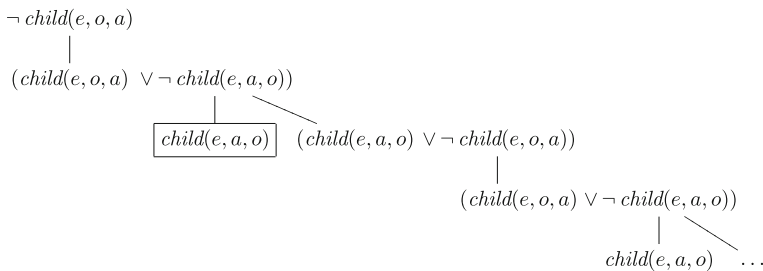 ¬ child(e, o, a)
(child(e, o, a) ∨ ¬ child(e, a, o))
child(e, a, o) (child(e, a, o) ∨ ¬ child(e, o, a))
(child(e, o, a) ∨ ¬ child(e, a, o))
child(e, a, o) ...